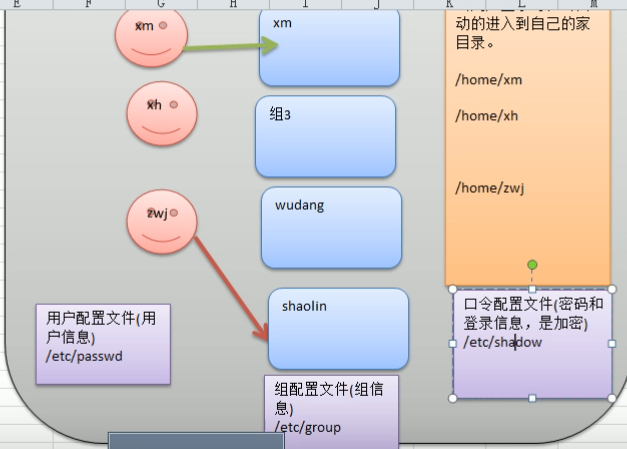 E F G H I J K L M
xm
xm
动的进入到自己的家
目录。
/home/xm
xh
组3
/home/xh
zwj
wudang
/home/zwj
shaolin
用户配置文件(用
户信息)
/etc/passwd
口令配置文件(密码和
登录信息，是加密)
/etc/shadow
组配置文件(组信
息)
/etc/group